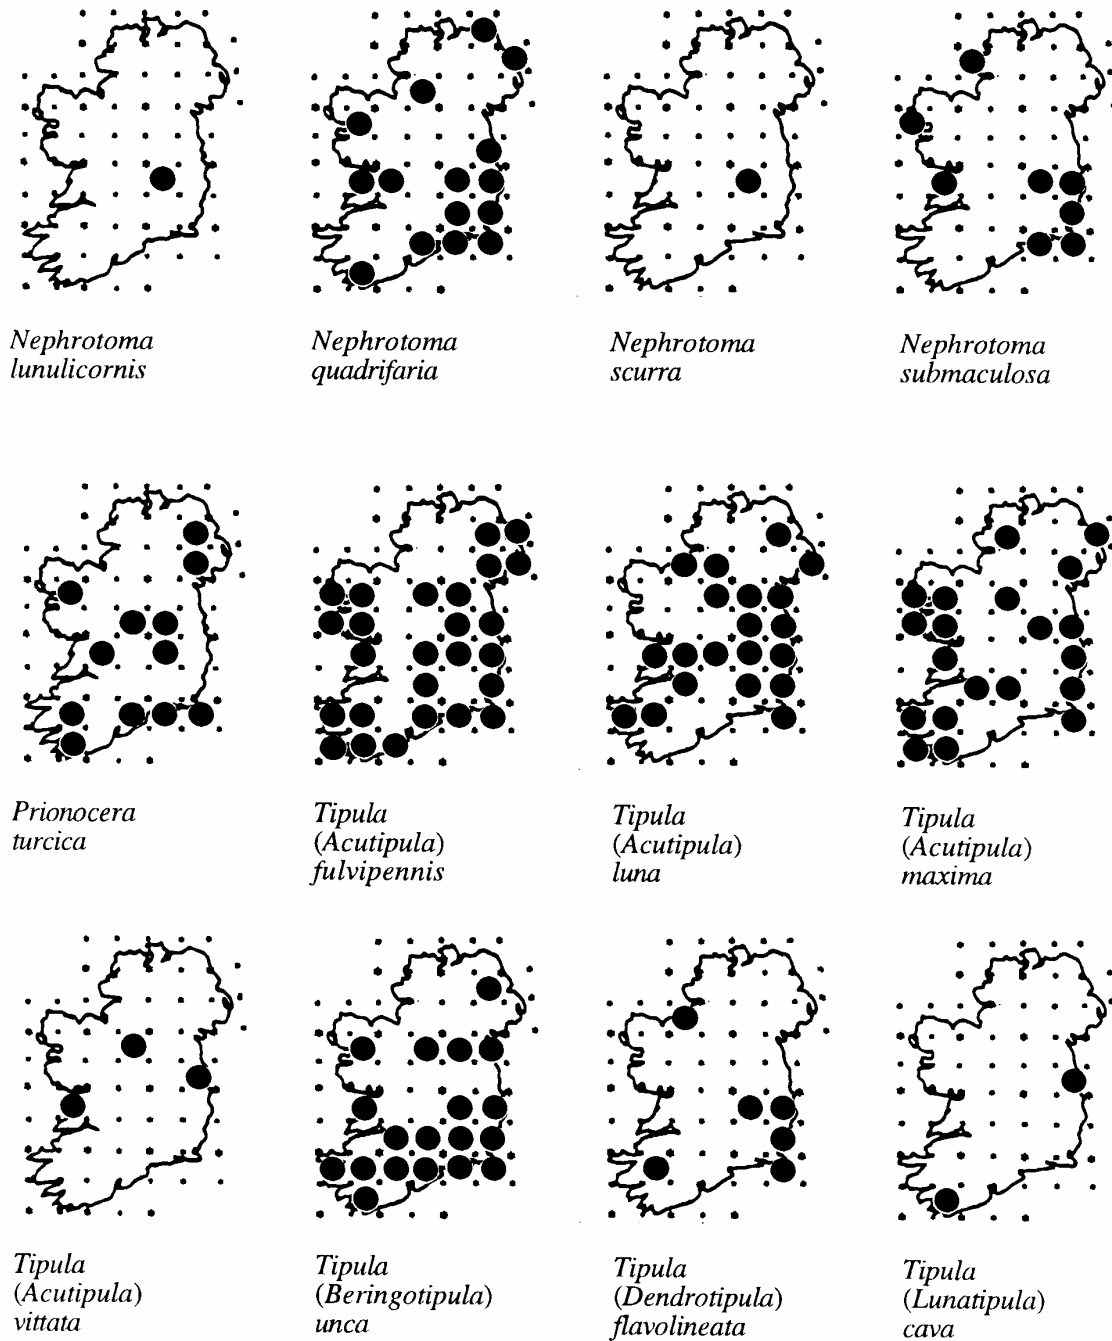 Nephrotoma
lunulicornis
Nephrotoma
quadrifaria
Nephrotoma
scurra
Nephrotoma
submaculosa
Prionocera
turcica
Tipula
(Acutipula)
fulvipennis
Tipula
(Acutipula)
luna
Tipula
(Acutipula)
maxima
Tipula
(Acutipula)
vittata
Tipula
(Beringotipula)
unca
Tipula
(Dendrotipula)
flavolineata
Tipula
(Lunatipula)
cava